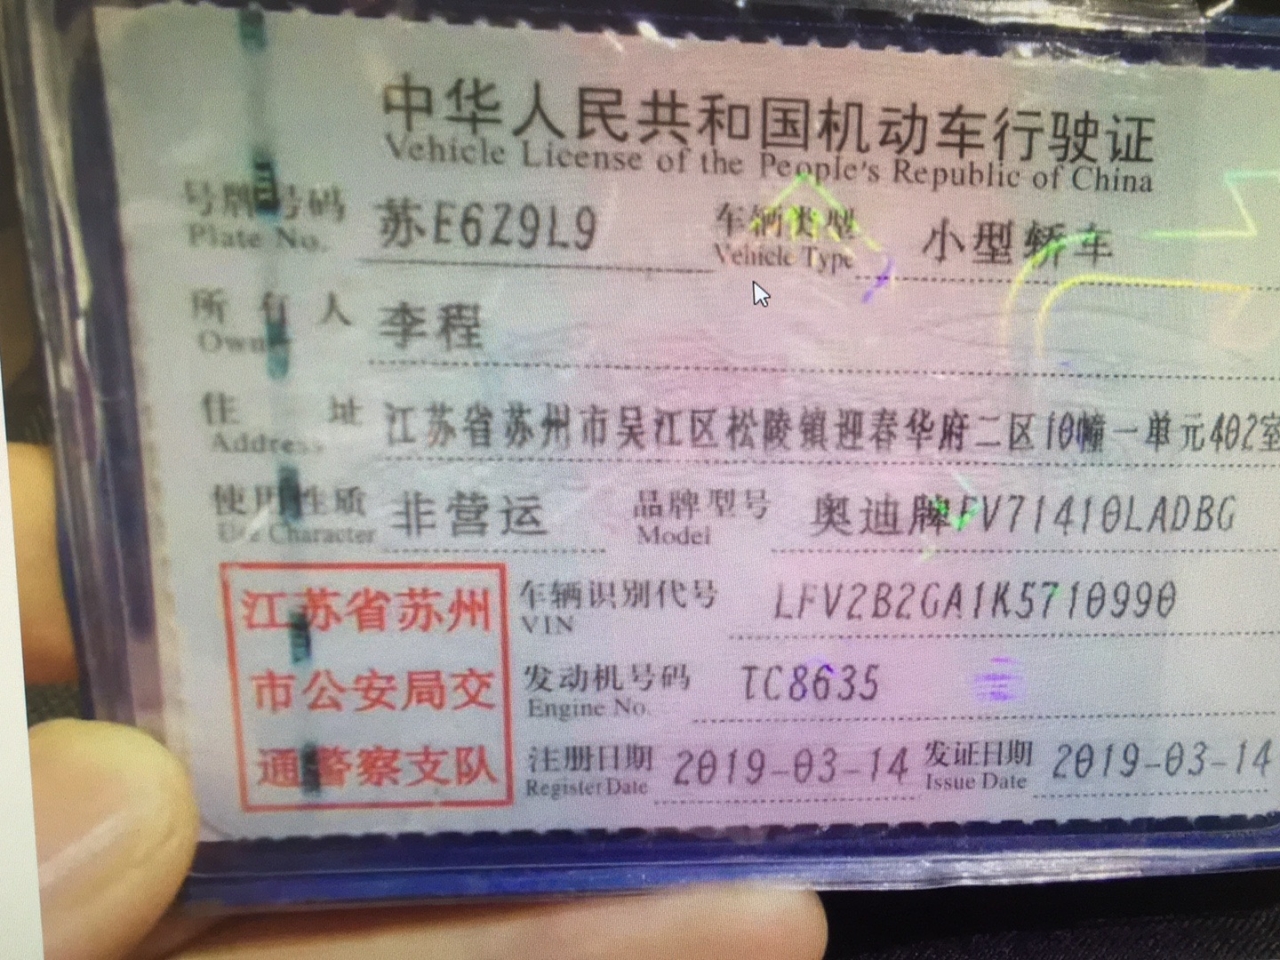 中华人民共和国机动车行驶证
Vehicle License of the People's Republic of China
号牌号码 苏E6Z9L9 车辆类型 小型轿车
Plate No. Vehicle Type
所有人 李程
Owner
住址 江苏省苏州市吴江区松陵镇迎春华府二区10幢一单元402室
Address
使用性质 非营运 品牌型号 奥迪牌FV71410LADBG
Use Character Model
江苏省苏州
市公安局交
通警察支队
车辆识别代号 LFV2B2GA1K5710990
VIN
发动机号码 TC8635
Engine No.
注册日期 2019-03-14 发证日期 2019-03-14
Register Date Issue Date